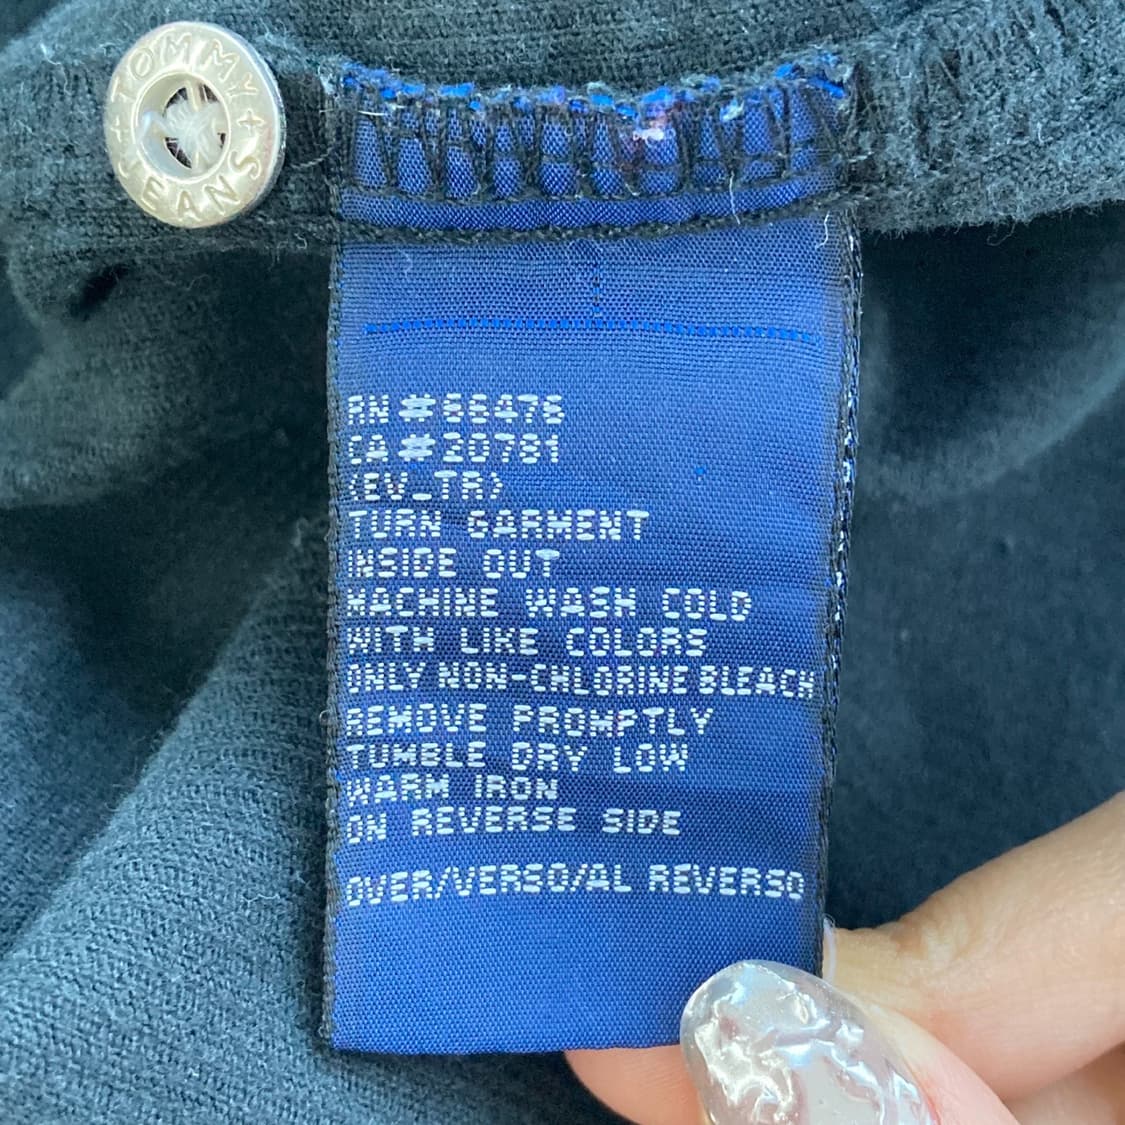 TOMMY
JEANS
RN #66476
CA #20781
(EV_TR)
TURN GARMENT
INSIDE OUT
MACHINE WASH COLD
WITH LIKE COLORS
ONLY NON-CHLORINE BLEACH
REMOVE PROMPTLY
TUMBLE DRY LOW
WARM IRON
ON REVERSE SIDE
OVER/VERSO/AL REVERSO